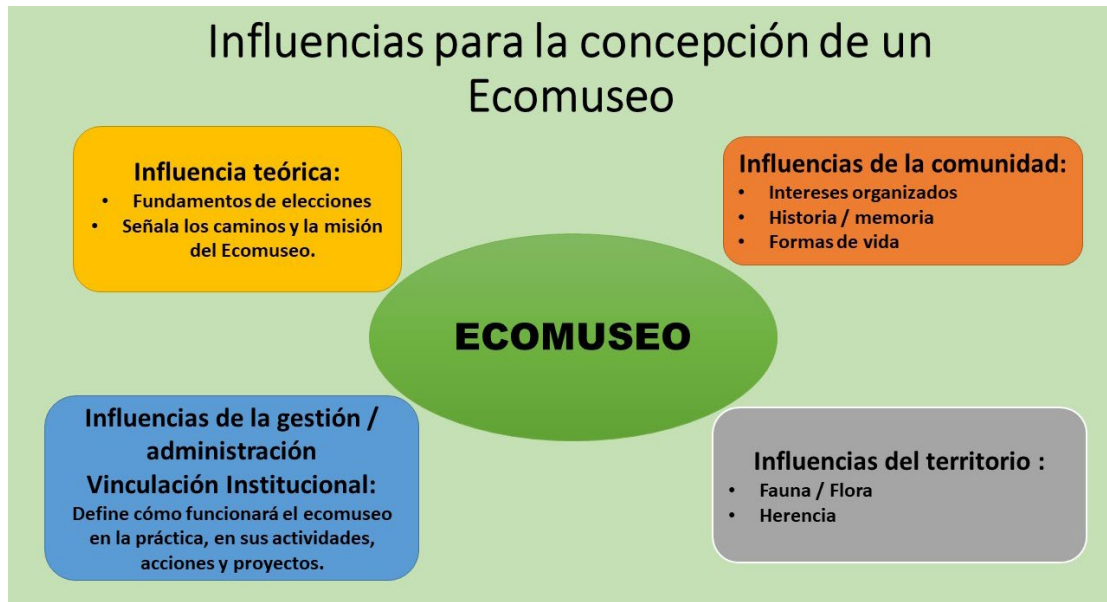 Influencias para la concepción de un
Ecomuseo
Influencia teórica:
• Fundamentos de elecciones
• Señala los caminos y la misión
del Ecomuseo.
Influencias de la comunidad:
• Intereses organizados
• Historia / memoria
• Formas de vida
ECOMUSEO
Influencias de la gestión /
administración
Vinculación Institucional:
Define cómo funcionará el ecomuseo
en la práctica, en sus actividades,
acciones y proyectos.
Influencias del territorio :
• Fauna / Flora
• Herencia